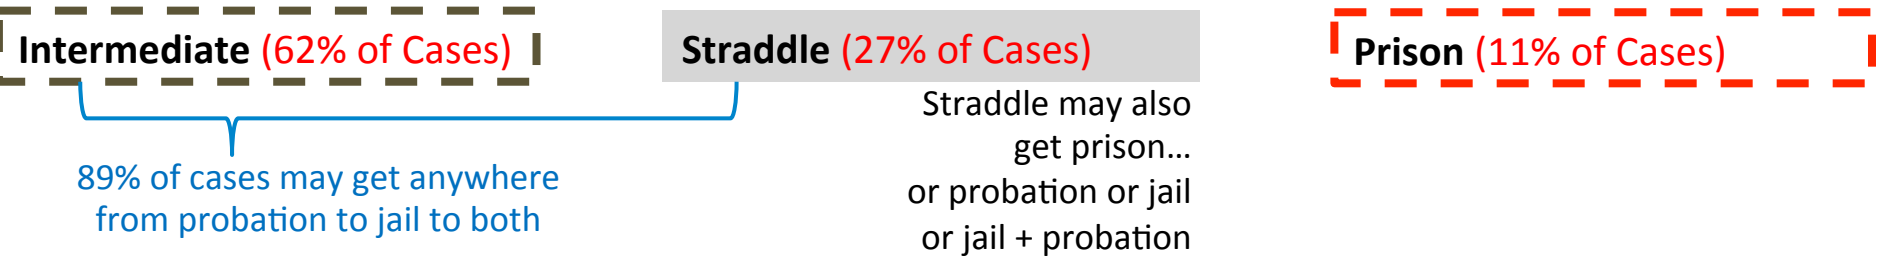 Intermediate (62% of Cases)
Straddle (27% of Cases)
Prison (11% of Cases)
Straddle may also
get prison...
or probation or jail
or jail + probation
89% of cases may get anywhere
from probation to jail to both